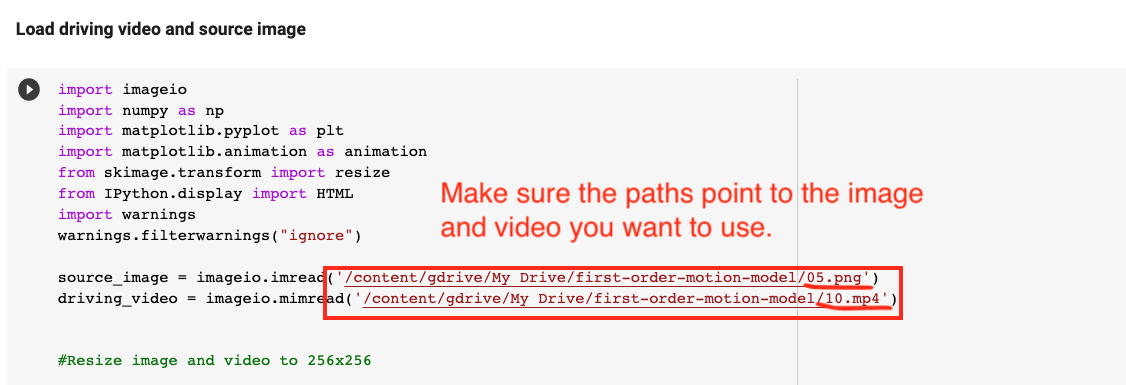 Load driving video and source image
import imageio
import numpy as np
import matplotlib.pyplot as plt
import matplotlib.animation as animation
from skimage.transform import resize
from IPython.display import HTML
import warnings
warnings.filterwarnings("ignore")
Make sure the paths point to the image
and video you want to use.
source_image = imageio.imread('/content/gdrive/My Drive/first-order-motion-model/05.png')
driving_video = imageio.mimread('/content/gdrive/My Drive/first-order-motion-model/10.mp4')
#Resize image and video to 256x256